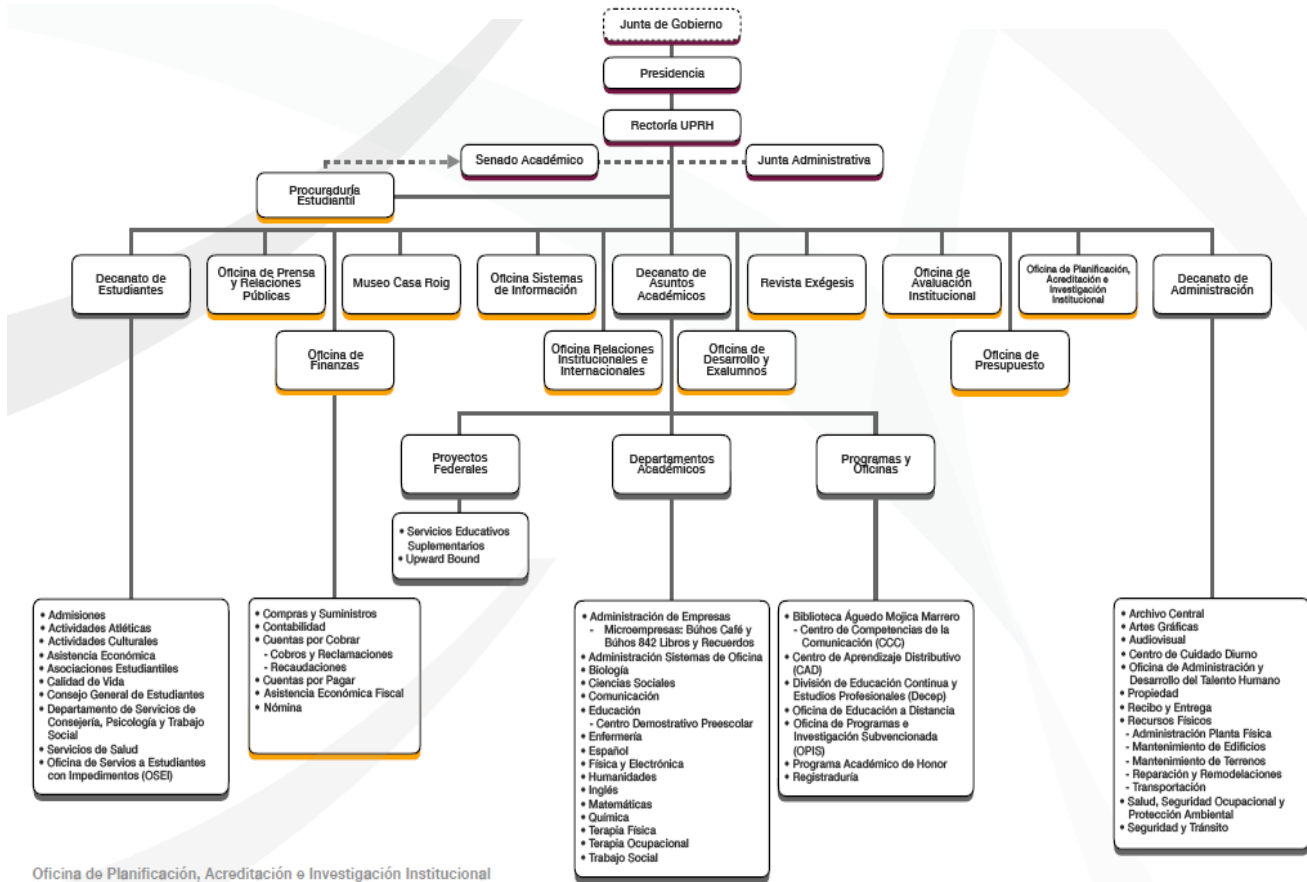 Junta de Gobierno
Presidencia
Rectoría UPRH
Senado Académico
Junta Administrativa
Procuraduría
Estudiantil
Decanato de
Estudiantes
Oficina de Prensa
y Relaciones
Públicas
Museo Casa Roig
Oficina Sistemas
de Información
Decanato de
Asuntos
Académicos
Revista Exégesis
Oficina de
Avaluación
Institucional
Oficina de Planificación,
Acreditación e
Investigación
Institucional
Decanato de
Administración
Oficina de
Finanzas
Oficina Relaciones
Institucionales e
Internacionales
Oficina de
Desarrollo y
Exalumnos
Oficina de
Presupuesto
Proyectos
Federales
Departamentos
Académicos
Programas y
Oficinas
• Servicios Educativos
Suplementarios
• Upward Bound
• Admisiones
• Actividades Atléticas
• Actividades Culturales
• Asistencia Económica
• Asociaciones Estudiantiles
• Calidad de Vida
• Consejo General de Estudiantes
• Departamento de Servicios de
Consejería, Psicología y Trabajo
Social
• Servicios de Salud
• Oficina de Servios a Estudiantes
con Impedimentos (OSEI)
• Compras y Suministros
• Contabilidad
• Cuentas por Cobrar
- Cobros y Reclamaciones
- Recaudaciones
• Cuentas por Pagar
• Asistencia Económica Fiscal
• Nómina
• Administración de Empresas
- Microempresas: Búhos Café y
Búhos 842 Libros y Recuerdos
• Administración Sistemas de Oficina
• Biología
• Ciencias Sociales
• Comunicación
• Educación
- Centro Demostrativo Preescolar
• Enfermería
• Español
• Física y Electrónica
• Humanidades
• Inglés
• Matemáticas
• Química
• Terapia Física
• Terapia Ocupacional
• Trabajo Social
• Biblioteca Águedo Mojica Marrero
- Centro de Competencias de la
Comunicación (CCC)
• Centro de Aprendizaje Distributivo
(CAD)
• División de Educación Continua y
Estudios Profesionales (Decep)
• Oficina de Educación a Distancia
• Oficina de Programas e
Investigación Subvencionada
(OPIS)
• Programa Académico de Honor
• Registraduría
• Archivo Central
• Artes Gráficas
• Audiovisual
• Centro de Cuidado Diurno
• Oficina de Administración y
Desarrollo del Talento Humano
• Propiedad
• Recibo y Entrega
• Recursos Físicos
- Administración Planta Física
- Mantenimiento de Edificios
- Mantenimiento de Terrenos
- Reparación y Remodelaciones
- Transportación
• Salud, Seguridad Ocupacional y
Protección Ambiental
• Seguridad y Tránsito
Oficina de Planificación, Acreditación e Investigación Institucional